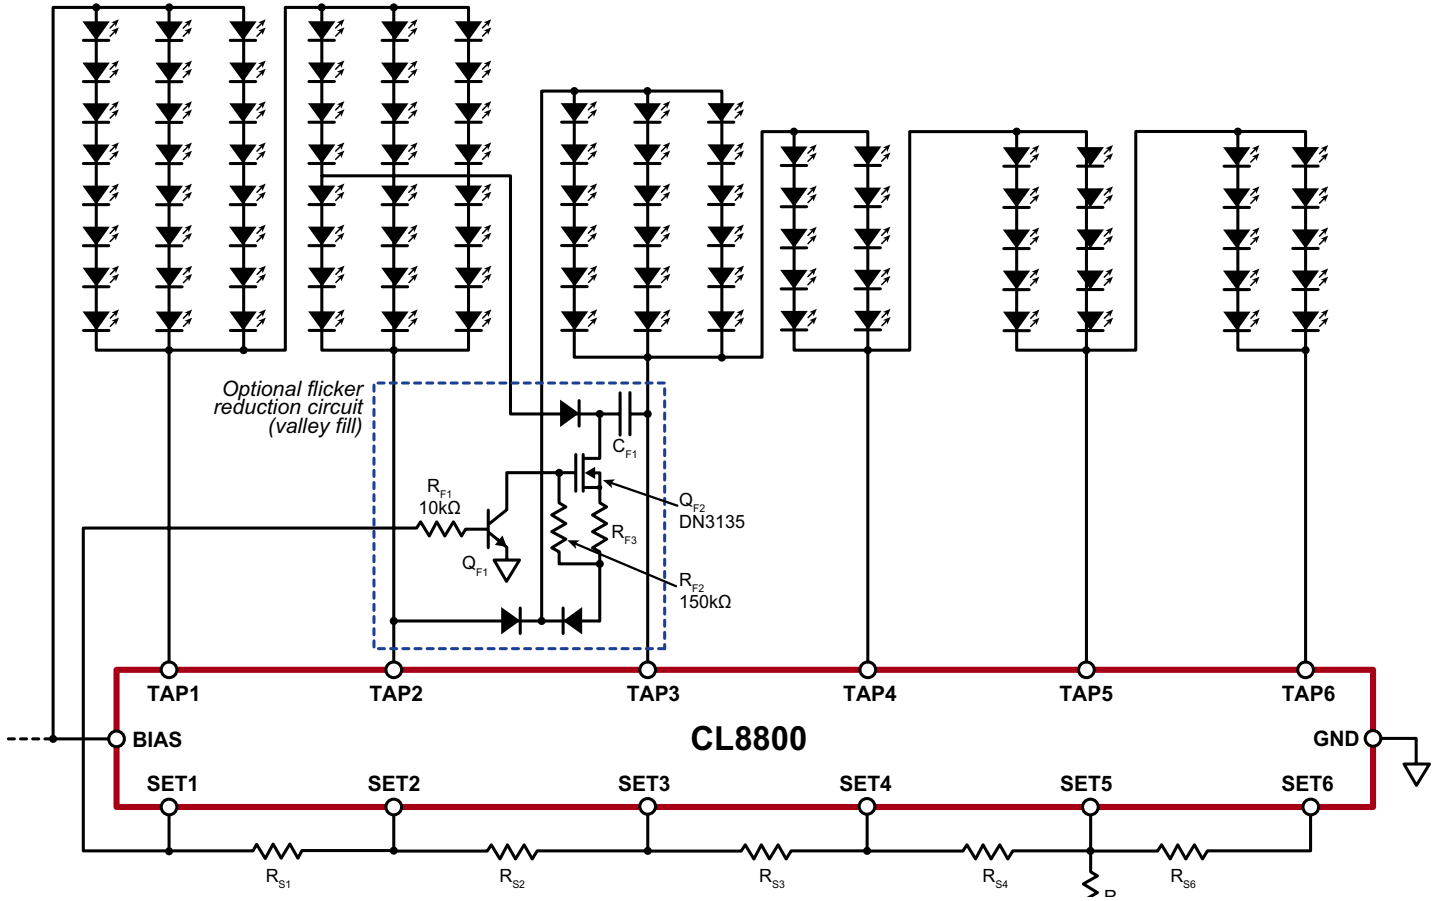 Optional flicker
reduction circuit
(valley fill)
CF1
RF1
10kΩ
QF2
DN3135
RF3
QF1
RF2
150kΩ
TAP1 TAP2 TAP3 TAP4 TAP5 TAP6
BIAS CL8800 GND
SET1 SET2 SET3 SET4 SET5 SET6
RS1 RS2 RS3 RS4 RS6